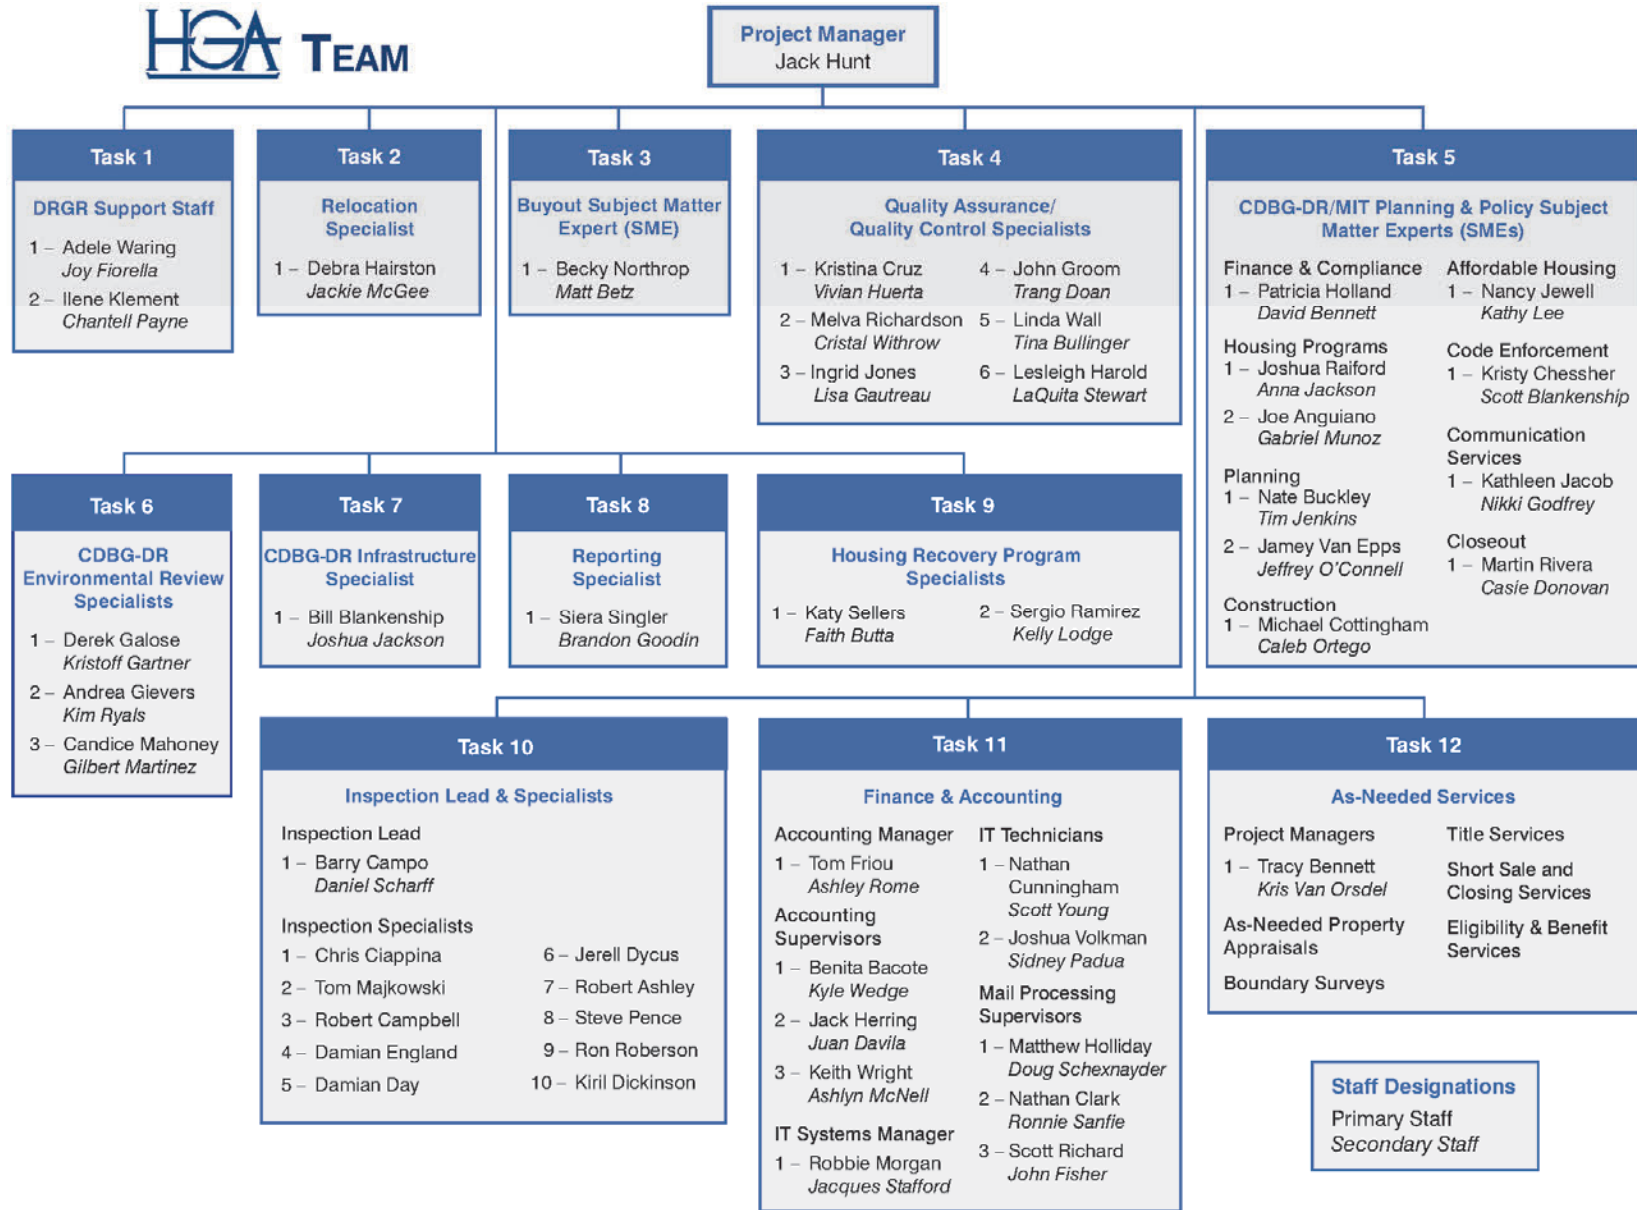 HGA TEAM
Project Manager
Jack Hunt
Task 1
DRGR Support Staff
1 – Adele Waring
Joy Fiorella
2 – Ilene Klement
Chantell Payne
Task 2
Relocation
Specialist
1 – Debra Hairston
Jackie McGee
Task 3
Buyout Subject Matter
Expert (SME)
1 – Becky Northrop
Matt Betz
Task 4
Quality Assurance/
Quality Control Specialists
1 – Kristina Cruz
Vivian Huerta
2 – Melva Richardson
Cristal Withrow
3 – Ingrid Jones
Lisa Gautreau
4 – John Groom
Trang Doan
5 – Linda Wall
Tina Bullinger
6 – Lesleigh Harold
LaQuita Stewart
Task 5
CDBG-DR/MIT Planning & Policy Subject
Matter Experts (SMEs)
Finance & Compliance
1 – Patricia Holland
David Bennett
Housing Programs
1 – Joshua Raiford
Anna Jackson
2 – Joe Anguiano
Gabriel Munoz
Planning
1 – Nate Buckley
Tim Jenkins
2 – Jamey Van Epps
Jeffrey O'Connell
Construction
1 – Michael Cottingham
Caleb Ortego
Affordable Housing
1 – Nancy Jewell
Kathy Lee
Code Enforcement
1 – Kristy Chessher
Scott Blankenship
Communication
Services
1 – Kathleen Jacob
Nikki Godfrey
Closeout
1 – Martin Rivera
Casie Donovan
Task 6
CDBG-DR
Environmental Review
Specialists
1 – Derek Galose
Kristoff Gartner
2 – Andrea Gievers
Kim Ryals
3 – Candice Mahoney
Gilbert Martinez
Task 7
CDBG-DR Infrastructure
Specialist
1 – Bill Blankenship
Joshua Jackson
Task 8
Reporting
Specialist
1 – Siera Singler
Brandon Goodin
Task 9
Housing Recovery Program
Specialists
1 – Katy Sellers
Faith Butta
2 – Sergio Ramirez
Kelly Lodge
Task 10
Inspection Lead & Specialists
Inspection Lead
1 – Barry Campo
Daniel Scharff
Inspection Specialists
1 – Chris Ciappina
2 – Tom Majkowski
3 – Robert Campbell
4 – Damian England
5 – Damian Day
6 – Jerell Dycus
7 – Robert Ashley
8 – Steve Pence
9 – Ron Roberson
10 – Kiril Dickinson
Task 11
Finance & Accounting
Accounting Manager
1 – Tom Friou
Ashley Rome
Accounting
Supervisors
1 – Benita Bacote
Kyle Wedge
2 – Jack Herring
Juan Davila
3 – Keith Wright
Ashlyn McNell
IT Systems Manager
1 – Robbie Morgan
Jacques Stafford
IT Technicians
1 – Nathan
Cunningham
Scott Young
2 – Joshua Volkman
Sidney Padua
Mail Processing
Supervisors
1 – Matthew Holliday
Doug Schexnayder
2 – Nathan Clark
Ronnie Sanfie
3 – Scott Richard
John Fisher
Task 12
As-Needed Services
Project Managers
1 – Tracy Bennett
Kris Van Orsdel
As-Needed Property
Appraisals
Boundary Surveys
Title Services
Short Sale and
Closing Services
Eligibility & Benefit
Services
Staff Designations
Primary Staff
Secondary Staff